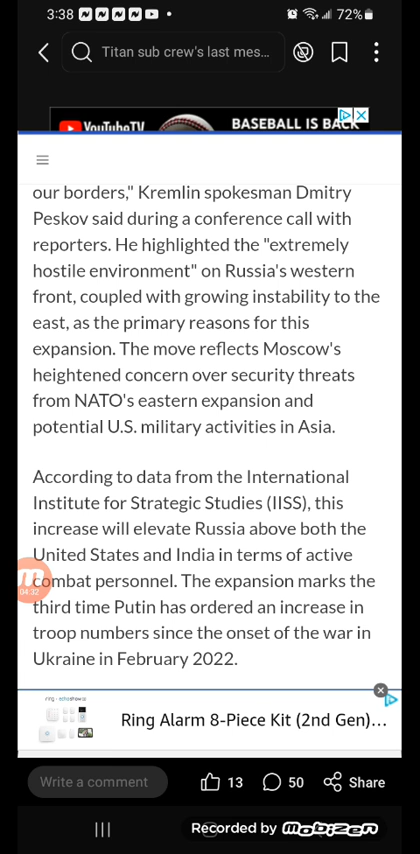 3:38
72%
Titan sub crew's last mes...
YouTubeTV
BASEBALL IS BACK
our borders," Kremlin spokesman Dmitry
Peskov said during a conference call with
reporters. He highlighted the "extremely
hostile environment" on Russia's western
front, coupled with growing instability to the
east, as the primary reasons for this
expansion. The move reflects Moscow's
heightened concern over security threats
from NATO's eastern expansion and
potential U.S. military activities in Asia.
According to data from the International
Institute for Strategic Studies (IISS), this
increase will elevate Russia above both the
United States and India in terms of active
combat personnel. The expansion marks the
04:32
third time Putin has ordered an increase in
troop numbers since the onset of the war in
Ukraine in February 2022.
ring
Ring Alarm 8-Piece Kit (2nd Gen)...
Write a comment
13
50
Share
Recorded by mobizen